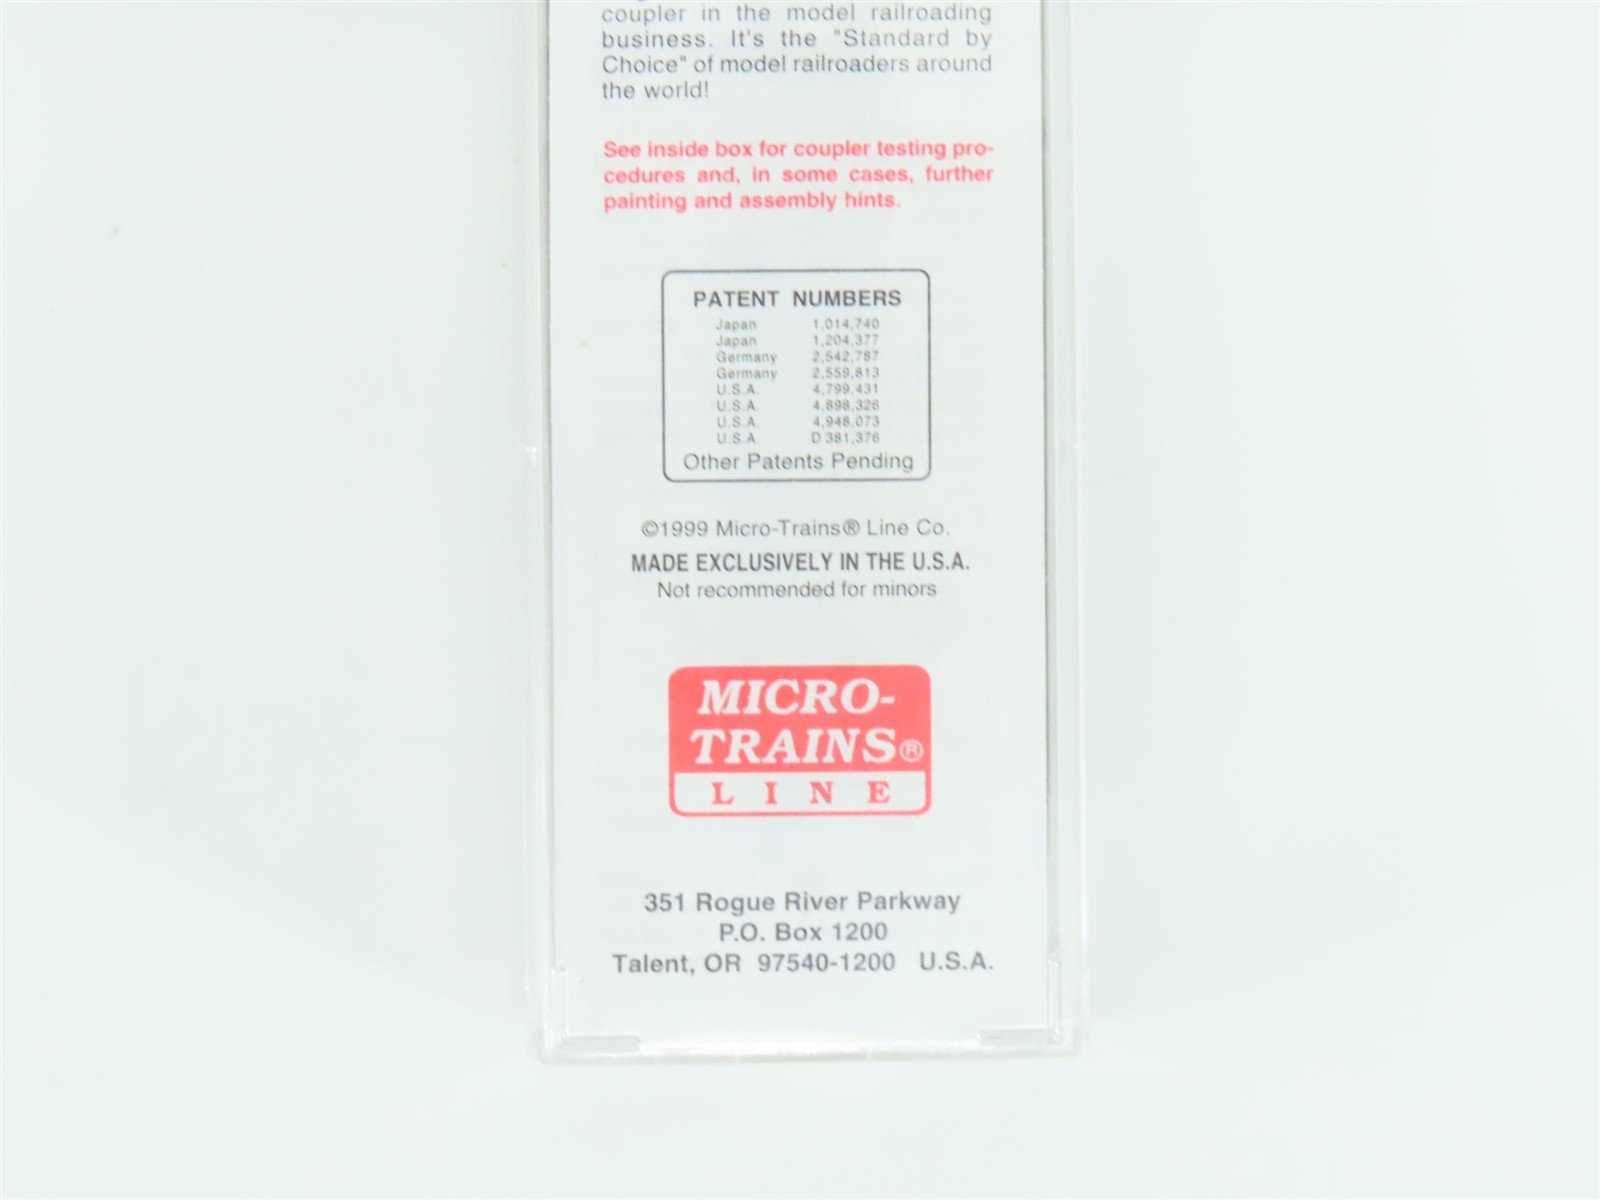 coupler in the model railroading
business. It's the "Standard by
Choice" of model railroaders around
the world!
See inside box for coupler testing pro-
cedures and, in some cases, further
painting and assembly hints.
PATENT NUMBERS
Japan 1,014,740
Japan 1,204,377
Germany 2,542,787
Germany 2,559,813
U.S.A. 4,799,431
U.S.A. 4,898,326
U.S.A. 4,948,073
U.S.A. D 381,376
Other Patents Pending
©1999 Micro-Trains® Line Co.
MADE EXCLUSIVELY IN THE U.S.A.
Not recommended for minors
MICRO-
TRAINS®
LINE
351 Rogue River Parkway
P.O. Box 1200
Talent, OR 97540-1200 U.S.A.